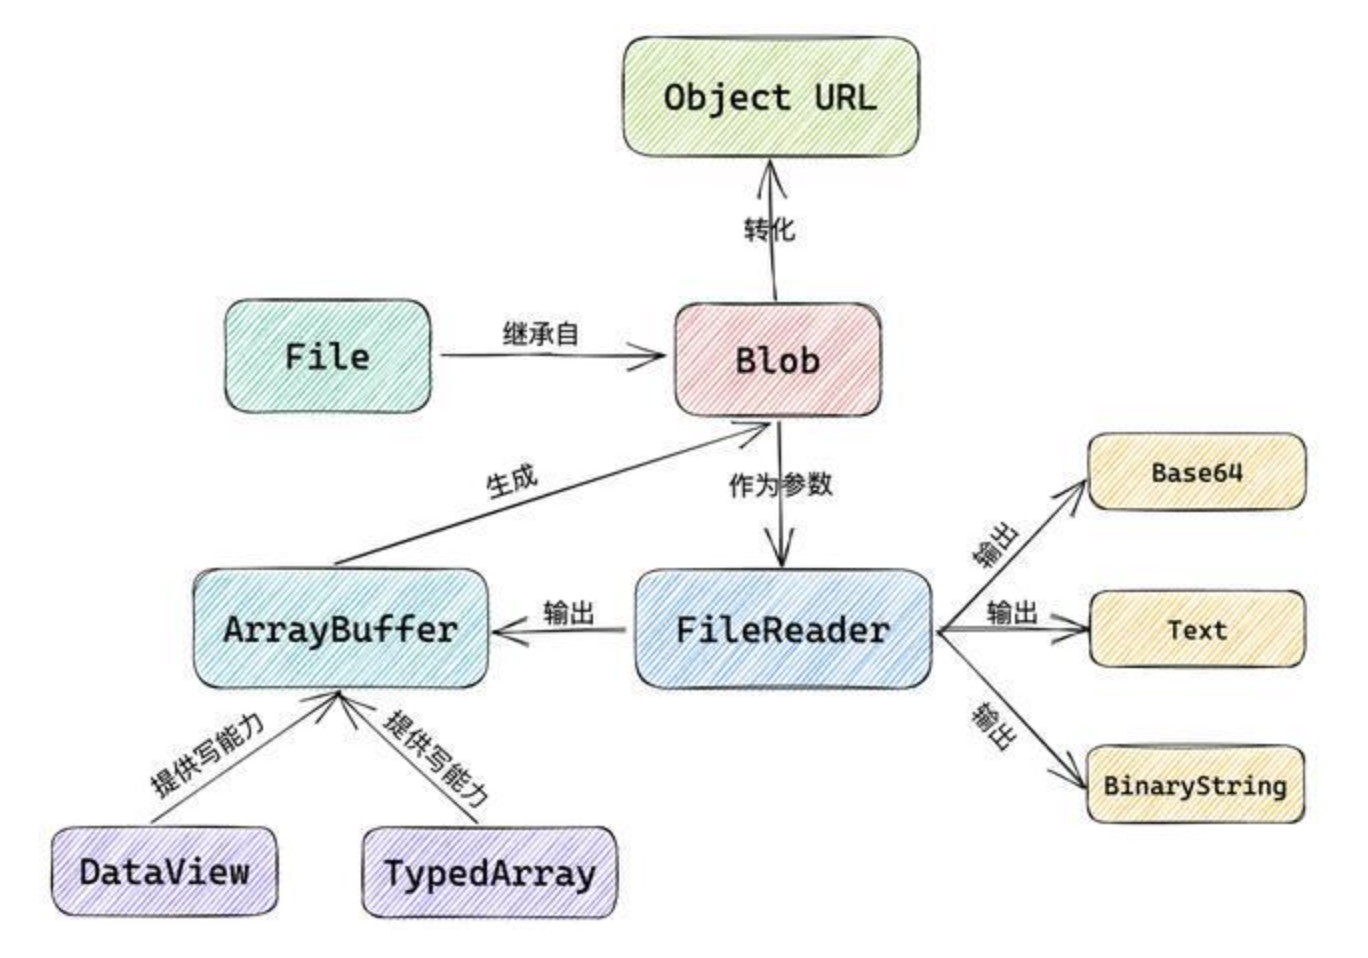 Object URL
转化
File
继承自
Blob
生成
作为参数
Base64
输出
ArrayBuffer
输出
FileReader
输出
Text
输出
BinaryString
提供写能力
提供写能力
DataView
TypedArray